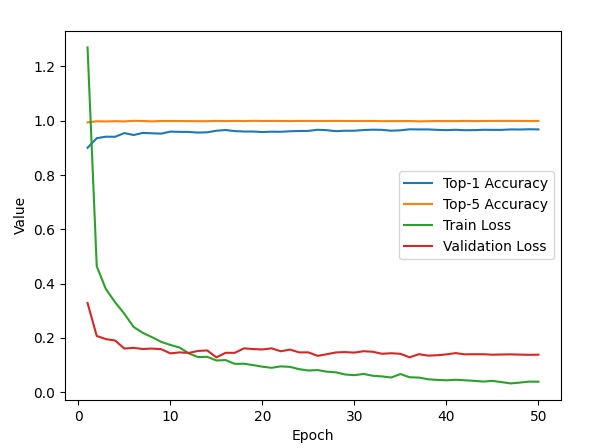 1.2
1.0
0.8
0.6
0.4
0.2
0.0
Value
Top-1 Accuracy
Top-5 Accuracy
Train Loss
Validation Loss
0 10 20 30 40 50
Epoch